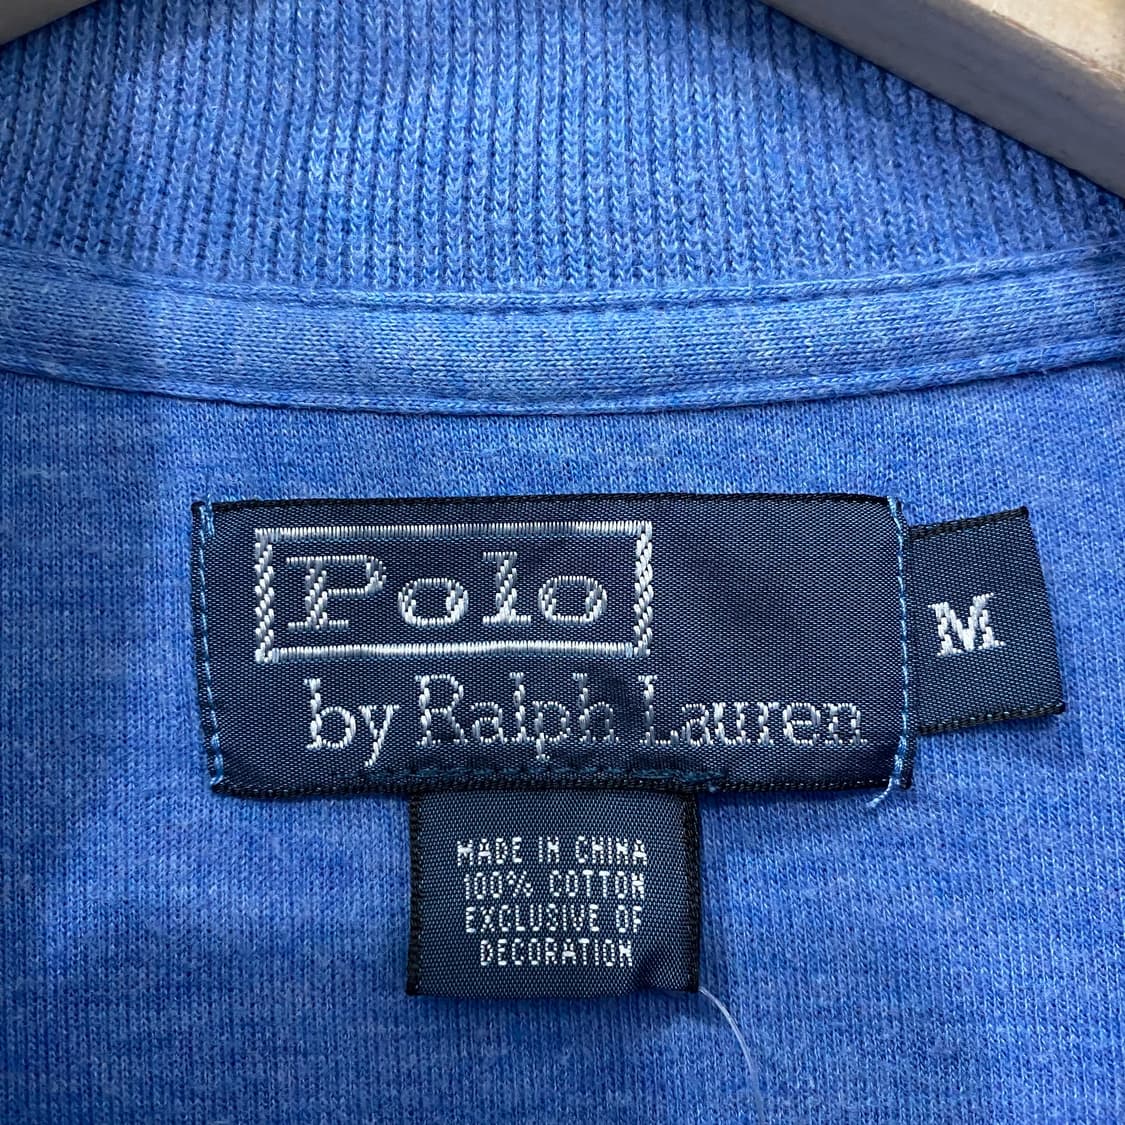 Polo
by Ralph Lauren
M
MADE IN CHINA
100% COTTON
EXCLUSIVE OF
DECORATION